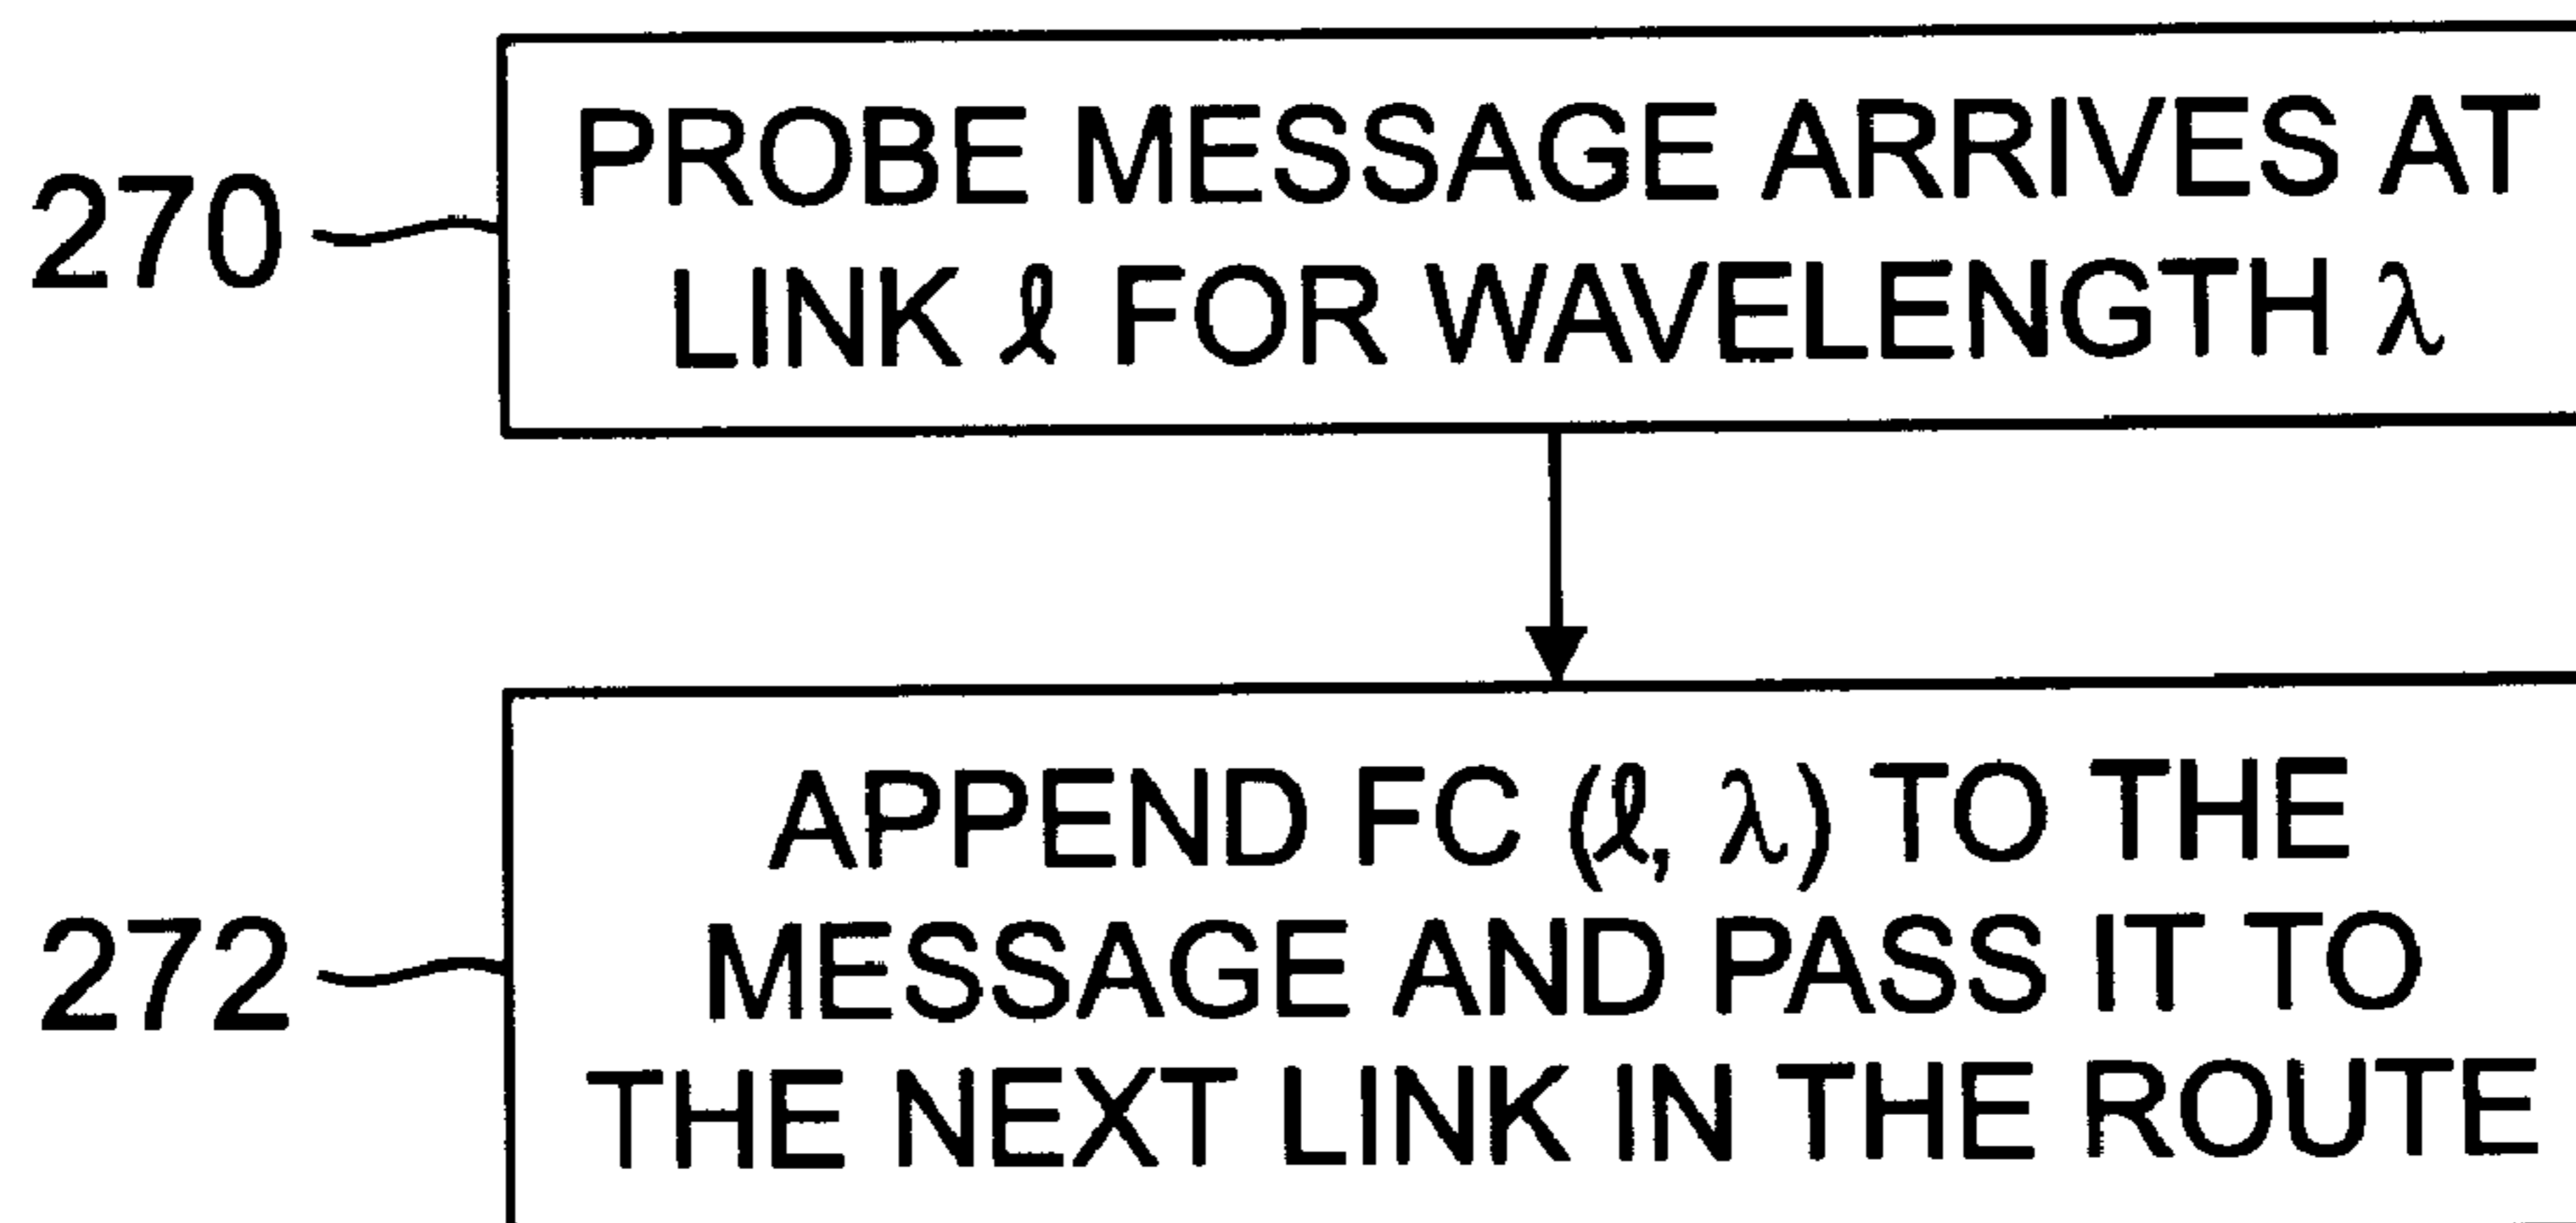 270
PROBE MESSAGE ARRIVES AT
LINK ℓ FOR WAVELENGTH λ
272
APPEND FC (ℓ, λ) TO THE
MESSAGE AND PASS IT TO
THE NEXT LINK IN THE ROUTE